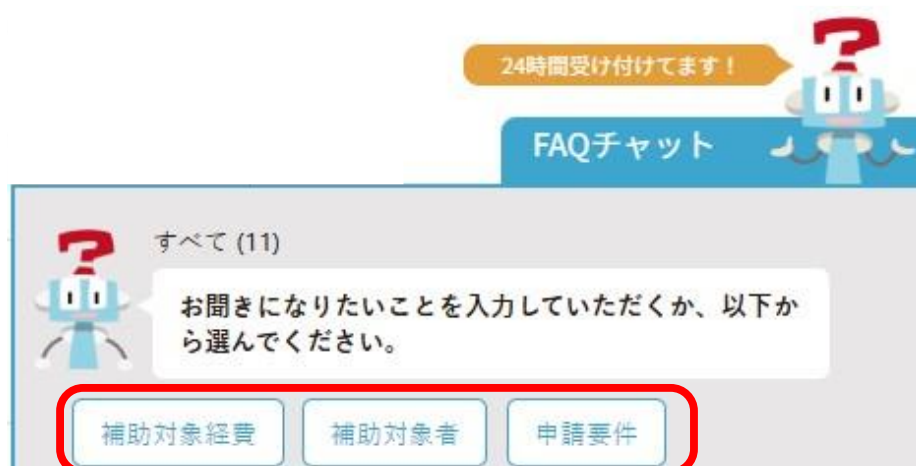 24時間受け付けてます！
FAQチャット
すべて (11)
お聞きになりたいことを入力していただくか、以下か
ら選んでください。
補助対象経費
補助対象者
申請要件